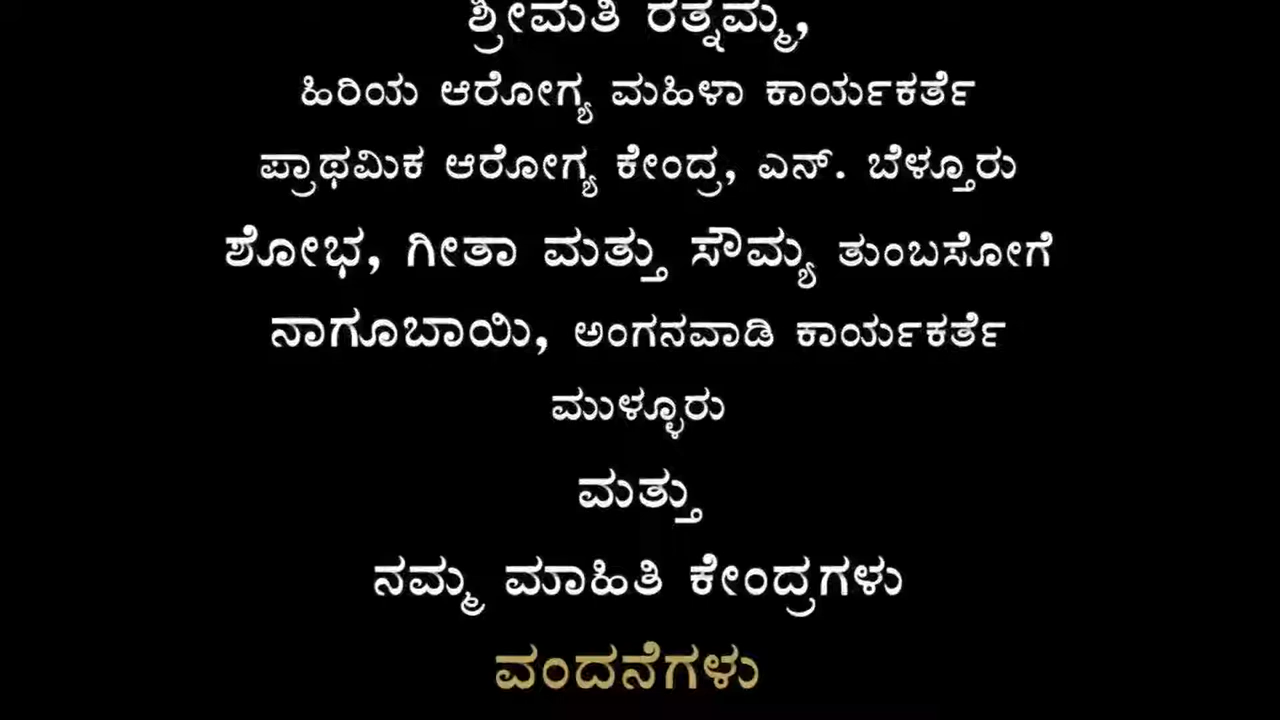 ಶ್ರೀಮತಿ ರತ್ನಮ್ಮ,
ಹಿರಿಯ ಆರೋಗ್ಯ ಮಹಿಳಾ ಕಾರ್ಯಕರ್ತೆ
ಪ್ರಾಥಮಿಕ ಆರೋಗ್ಯ ಕೇಂದ್ರ, ಎನ್. ಬೆಳ್ತೂರು
ಶೋಭ, ಗೀತಾ ಮತ್ತು ಸೌಮ್ಯ ತುಂಬಸೋಗೆ
ನಾಗೂಬಾಯಿ, ಅಂಗನವಾಡಿ ಕಾರ್ಯಕರ್ತೆ
ಮುಳ್ಳೂರು
ಮತ್ತು
ನಮ್ಮ ಮಾಹಿತಿ ಕೇಂದ್ರಗಳು
ವಂದನೆಗಳು